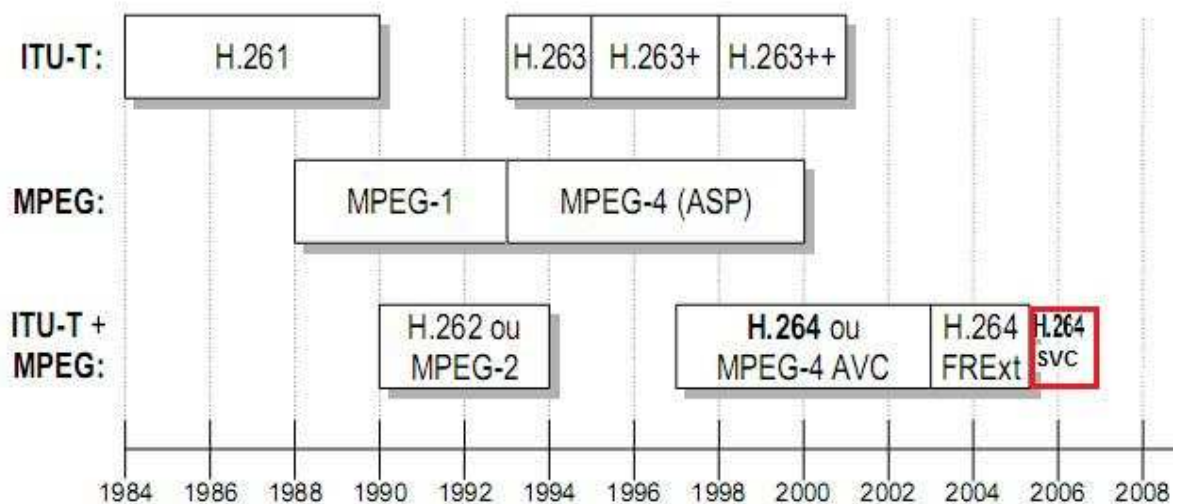 ITU-T:
H.261
H.263
H.263+
H.263++
MPEG:
MPEG-1
MPEG-4 (ASP)
ITU-T +
MPEG:
H.262 ou
MPEG-2
H.264 ou
MPEG-4 AVC
H.264
FRExt
H.264
SVC
1984 1986 1988 1990 1992 1994 1996 1998 2000 2002 2004 2006 2008